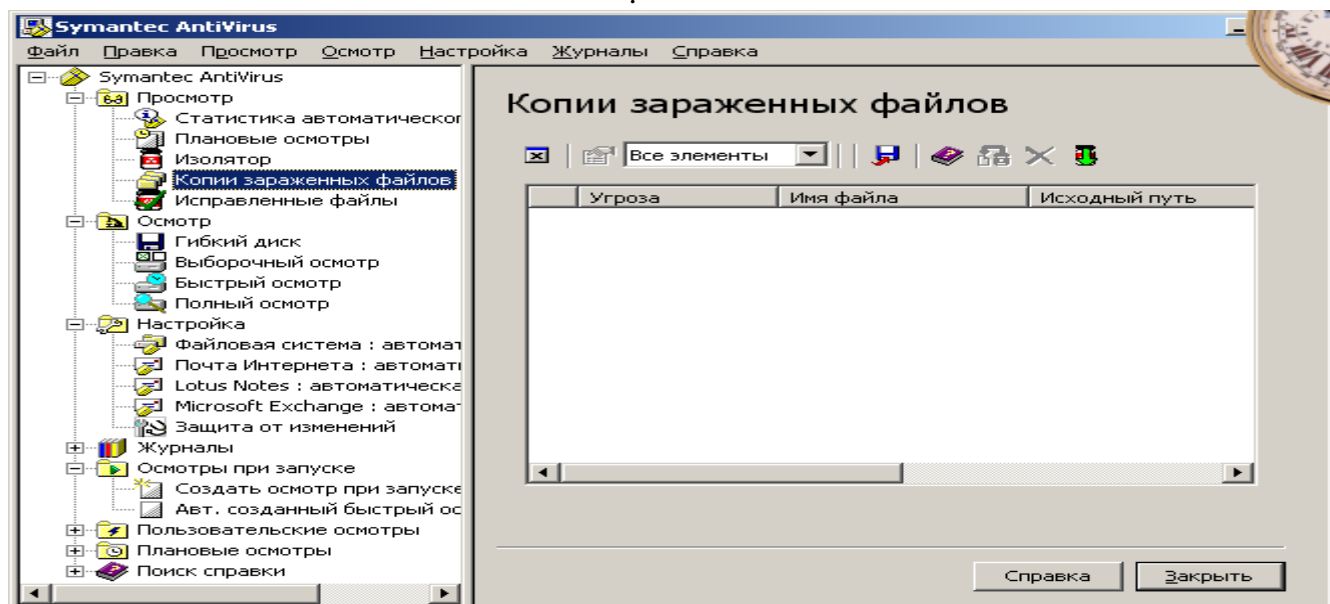 Symantec AntiVirus
Файл Правка Просмотр Осмотр Настройка Журналы Справка
Symantec AntiVirus
Просмотр
Статистика автоматическог
Плановые осмотры
Изолятор
Копии зараженных файлов
Исправленные файлы
Осмотр
Гибкий диск
Выборочный осмотр
Быстрый осмотр
Полный осмотр
Настройка
Файловая система : автомат
Почта Интернета : автомати
Lotus Notes : автоматическа
Microsoft Exchange : автомат
Защита от изменений
Журналы
Осмотры при запуске
Создать осмотр при запуске
Авт. созданный быстрый ос
Пользовательские осмотры
Плановые осмотры
Поиск справки
Копии зараженных файлов
Все элементы
Угроза Имя файла Исходный путь
Справка Закрыть